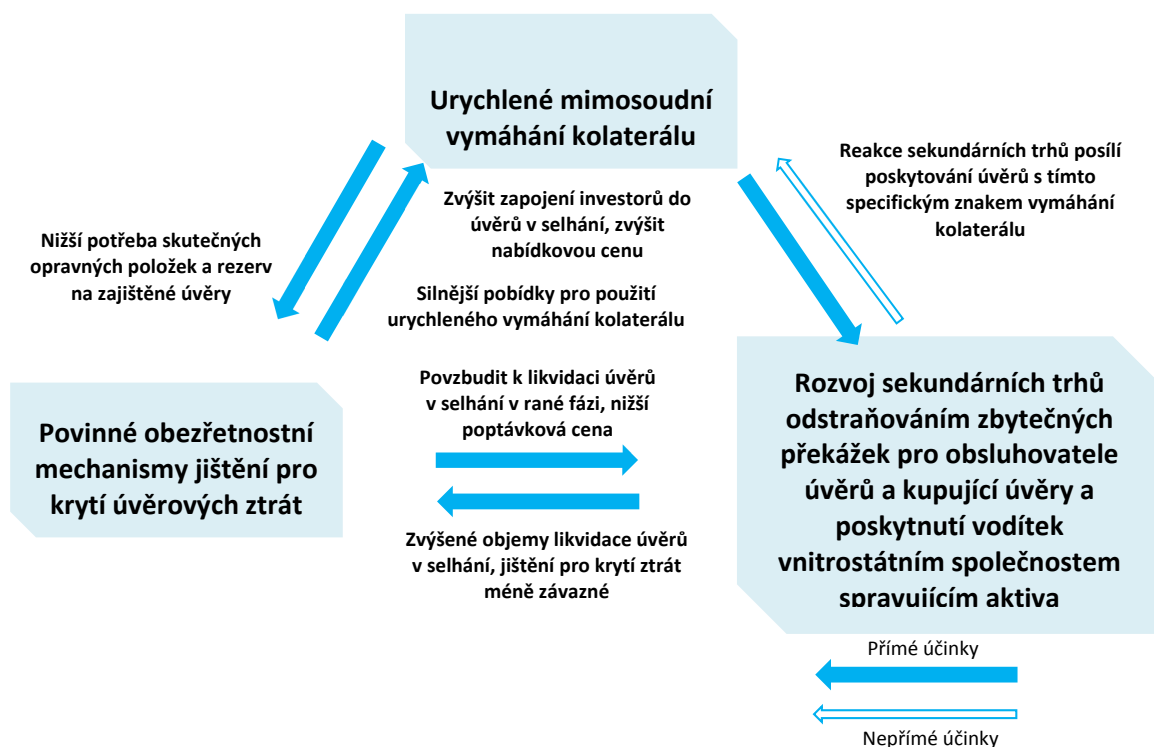 Urychlené mimosoudní
vymáhání kolaterálu
Reakce sekundárních trhů posílí
poskytování úvěrů s tímto
specifickým znakem vymáhání
kolaterálu
Zvýšit zapojení investorů do
úvěrů v selhání, zvýšit
nabídkovou cenu
Nižší potřeba skutečných
opravných položek a rezerv
na zajištěné úvěry
Silnější pobídky pro použití
urychleného vymáhání kolaterálu
Povzbudit k likvidaci úvěrů
v selhání v rané fázi, nižší
poptávková cena
Povinné obezřetnostní
mechanismy jištění pro
krytí úvěrových ztrát
Rozvoj sekundárních trhů
odstraňováním zbytečných
překážek pro obsluhovatele
úvěrů a kupující úvěry a
poskytnutí vodítek
vnitrostátním společnostem
spravujícím aktiva
Zvýšené objemy likvidace úvěrů
v selhání, jištění pro krytí ztrát
méně závazné
Přímé účinky
Nepřímé účinky